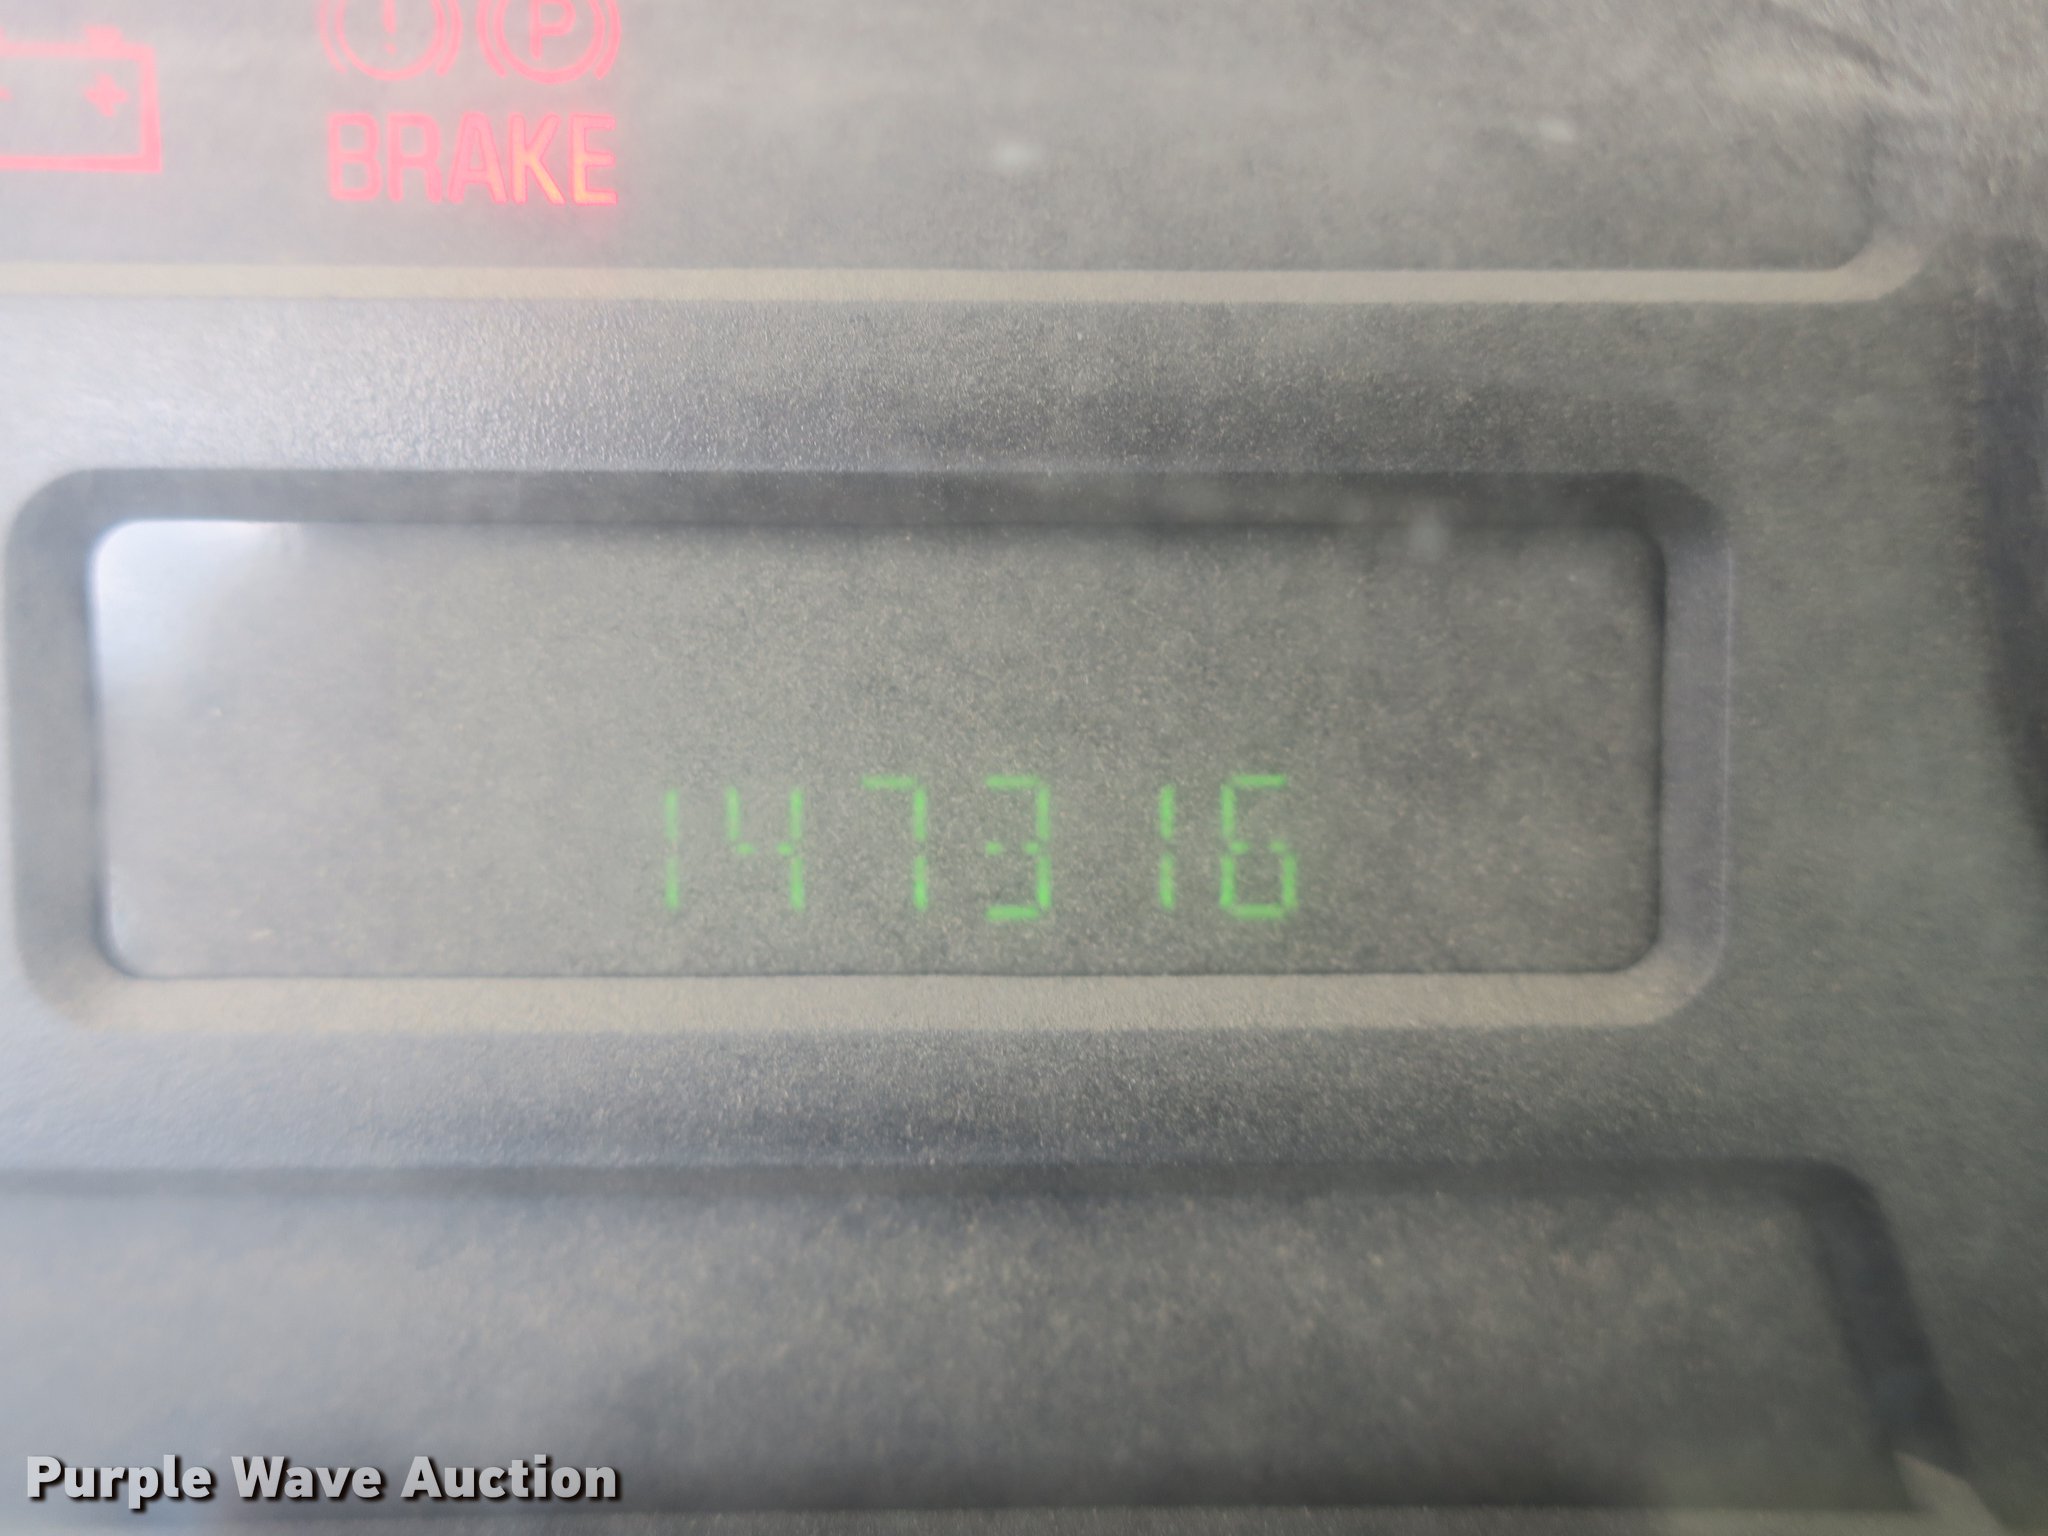 P
BRAKE
147316
Purple Wave Auction